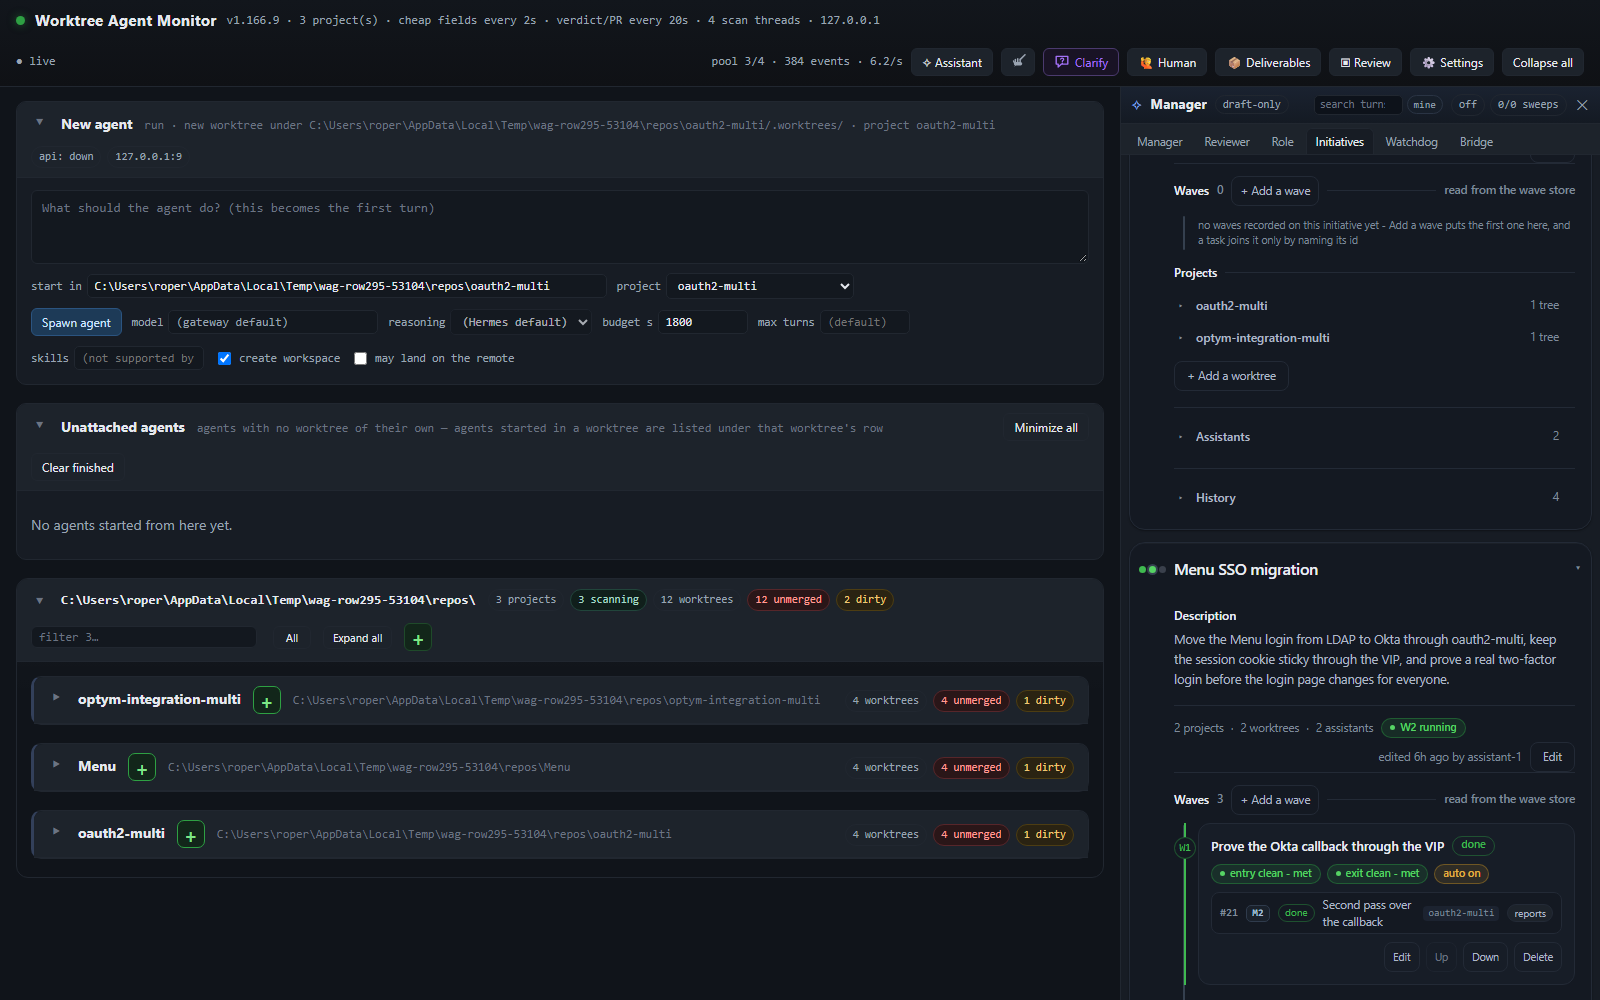 Worktree Agent Monitor v1.166.9 · 3 project(s) · cheap fields every 2s · verdict/PR every 20s · 4 scan threads · 127.0.0.1
live
pool 3/4 · 384 events · 6.2/s
Assistant
Clarify
Human
Deliverables
Review
Settings
Collapse all
New agent run · new worktree under C:\Users\roper\AppData\Local\Temp\wag-row295-53104\repos\oauth2-multi/.worktrees/ · project oauth2-multi
api: down 127.0.0.1:9
What should the agent do? (this becomes the first turn)
start in C:\Users\roper\AppData\Local\Temp\wag-row295-53104\repos\oauth2-multi project oauth2-multi
Spawn agent model (gateway default) reasoning (Hermes default) budget s 1800 max turns (default)
skills (not supported by create workspace may land on the remote
Unattached agents agents with no worktree of their own — agents started in a worktree are listed under that worktree's row
Minimize all
Clear finished
No agents started from here yet.
C:\Users\roper\AppData\Local\Temp\wag-row295-53104\repos\ 3 projects 3 scanning 12 worktrees 12 unmerged 2 dirty
filter 3… All Expand all +
optym-integration-multi + C:\Users\roper\AppData\Local\Temp\wag-row295-53104\repos\optym-integration-multi 4 worktrees 4 unmerged 1 dirty
Menu + C:\Users\roper\AppData\Local\Temp\wag-row295-53104\repos\Menu 4 worktrees 4 unmerged 1 dirty
oauth2-multi + C:\Users\roper\AppData\Local\Temp\wag-row295-53104\repos\oauth2-multi 4 worktrees 4 unmerged 1 dirty
Manager draft-only search turn: mine off 0/0 sweeps
Manager Reviewer Role Initiatives Watchdog Bridge
Waves 0 + Add a wave read from the wave store
no waves recorded on this initiative yet - Add a wave puts the first one here, and
a task joins it only by naming its id
Projects
oauth2-multi 1 tree
optym-integration-multi 1 tree
+ Add a worktree
Assistants 2
History 4
Menu SSO migration
Description
Move the Menu login from LDAP to Okta through oauth2-multi, keep
the session cookie sticky through the VIP, and prove a real two-factor
login before the login page changes for everyone.
2 projects · 2 worktrees · 2 assistants W2 running
edited 6h ago by assistant-1 Edit
Waves 3 + Add a wave read from the wave store
W1 Prove the Okta callback through the VIP done
entry clean - met exit clean - met auto on
#21 M2 done Second pass over
the callback oauth2-multi reports
Edit Up Down Delete